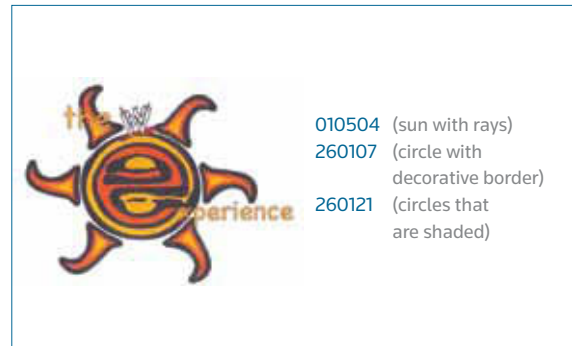 the W
e
xperience
010504 (sun with rays)
260107 (circle with
decorative border)
260121 (circles that
are shaded)